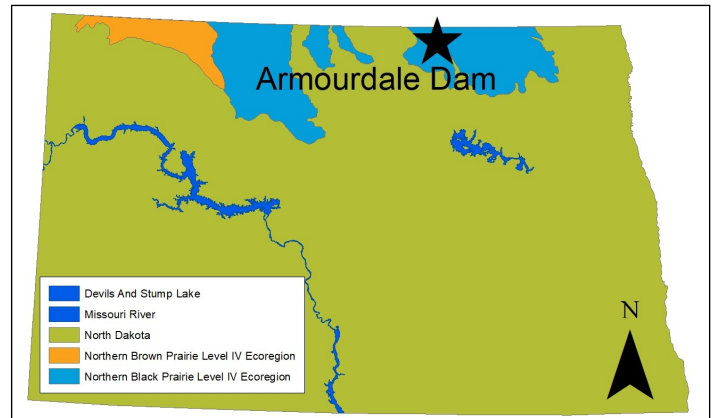 Armourdale Dam
Devils And Stump Lake
Missouri River
North Dakota
Northern Brown Prairie Level IV Ecoregion
Northern Black Prairie Level IV Ecoregion
N